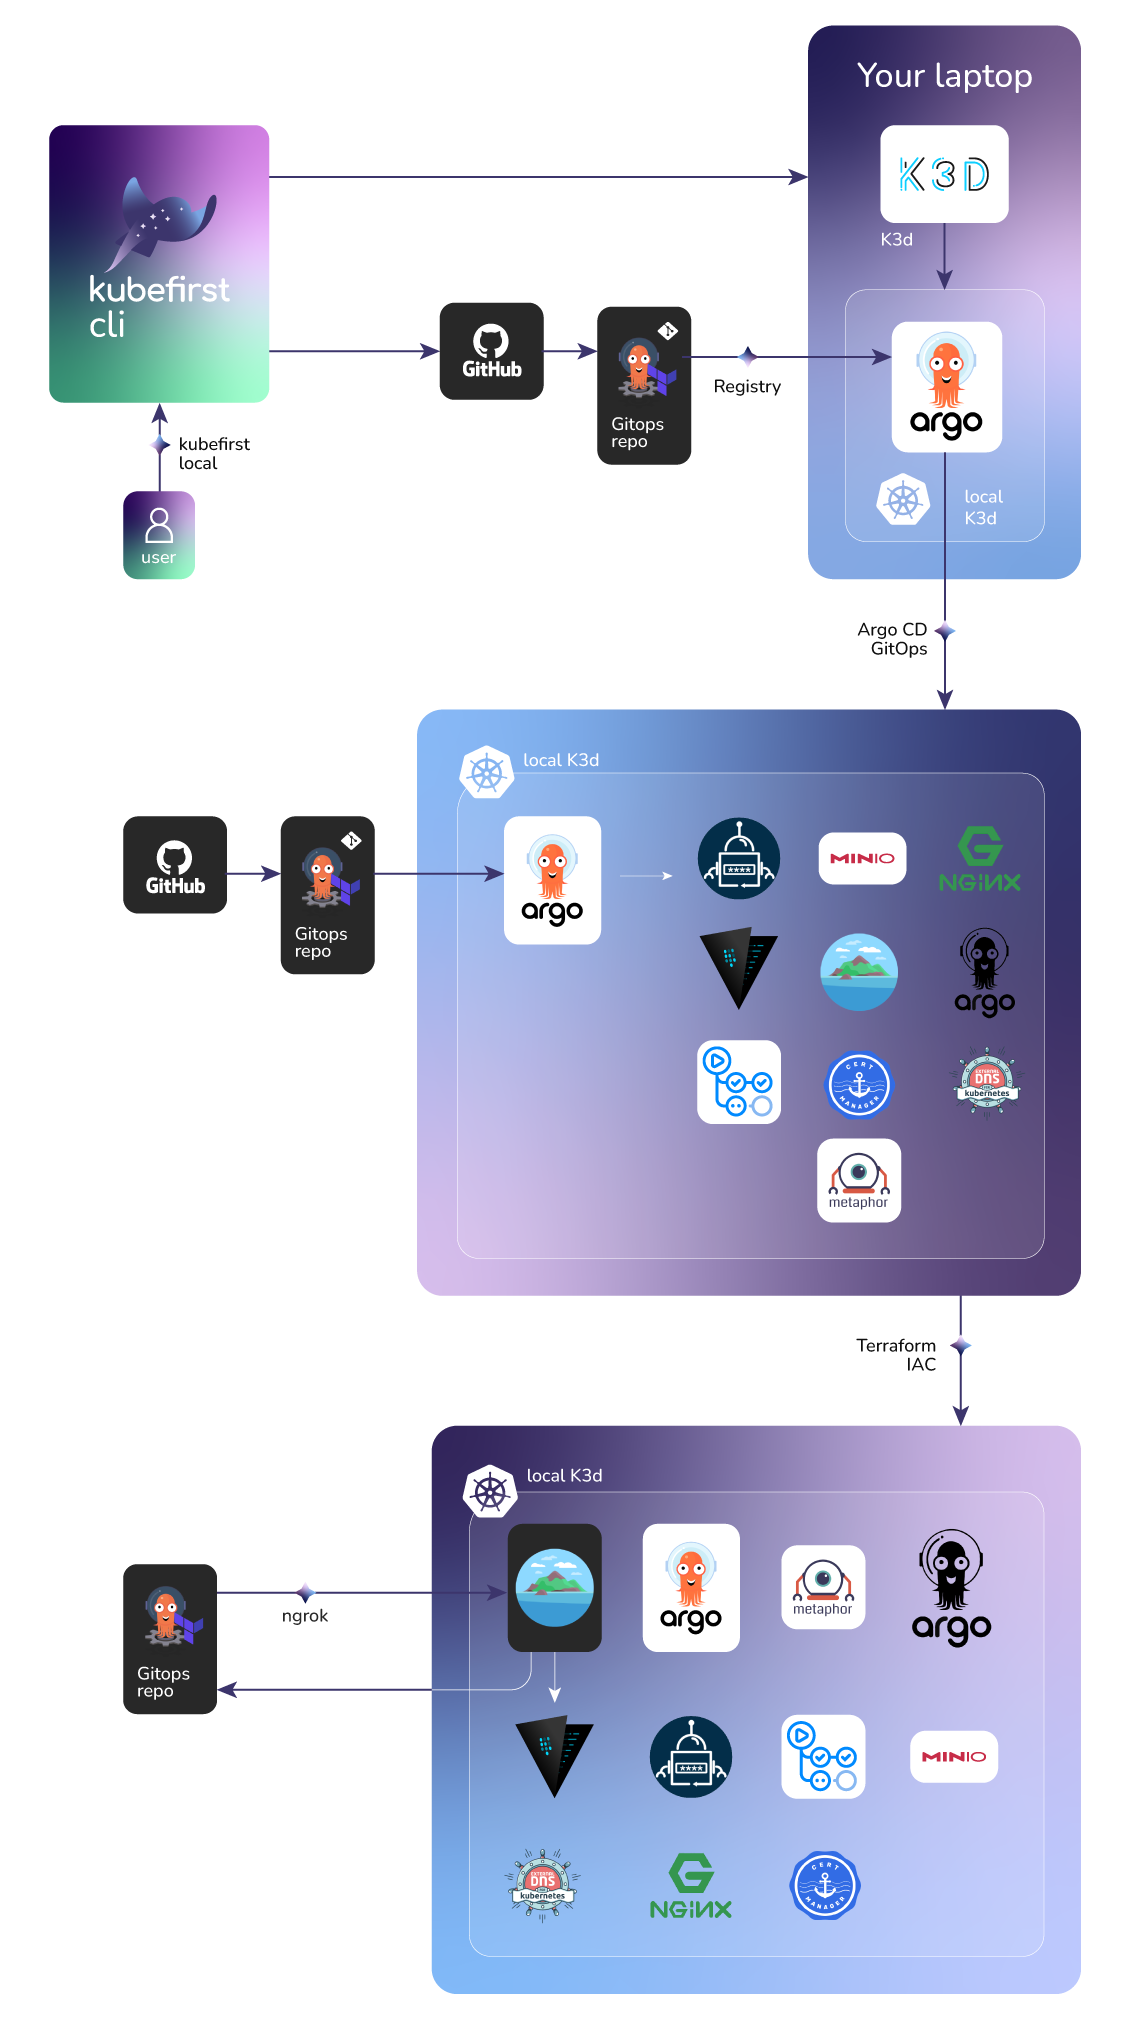 Your laptop
K3D
K3d
kubefirst
cli
GitHub
Gitops
repo
Registry
argo
local
K3d
kubefirst
local
user
Argo CD
GitOps
local K3d
GitHub
Gitops
repo
argo
****
MINIO
NGINX
argo
CERT
MANAGER
EXTERNAL
DNS
kubernetes
metaphor
Terraform
IAC
local K3d
Gitops
repo
ngrok
argo
metaphor
argo
****
MINIO
EXTERNAL
DNS
kubernetes
NGINX
CERT
MANAGER